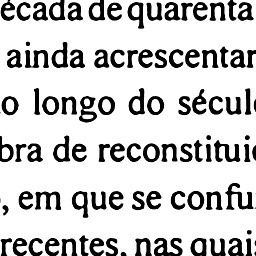 écada de quarenta
ainda acrescentar
o longo do sécul
bra de reconstitui
, em que se confu
recentes, nas quais